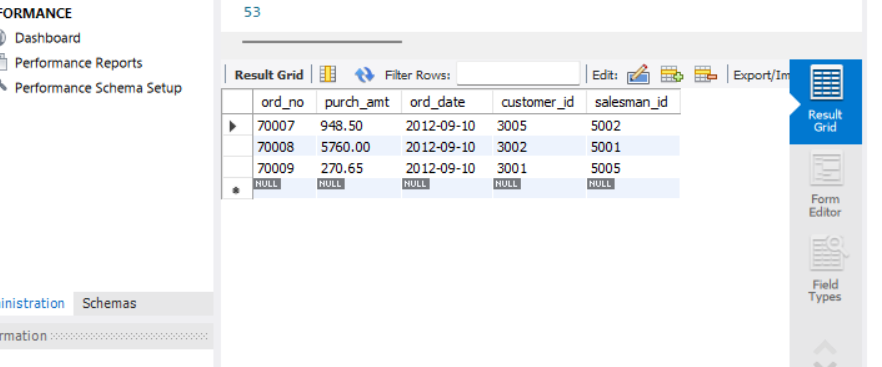 FORMANCE
Dashboard
Performance Reports
Performance Schema Setup
53
Result Grid Filter Rows: Edit: Export/Im
ord_no purch_amt ord_date customer_id salesman_id
70007 948.50 2012-09-10 3005 5002
70008 5760.00 2012-09-10 3002 5001
70009 270.65 2012-09-10 3001 5005
NULL NULL NULL NULL NULL
Result
Grid
Form
Editor
Field
Types
inistration Schemas
rmation